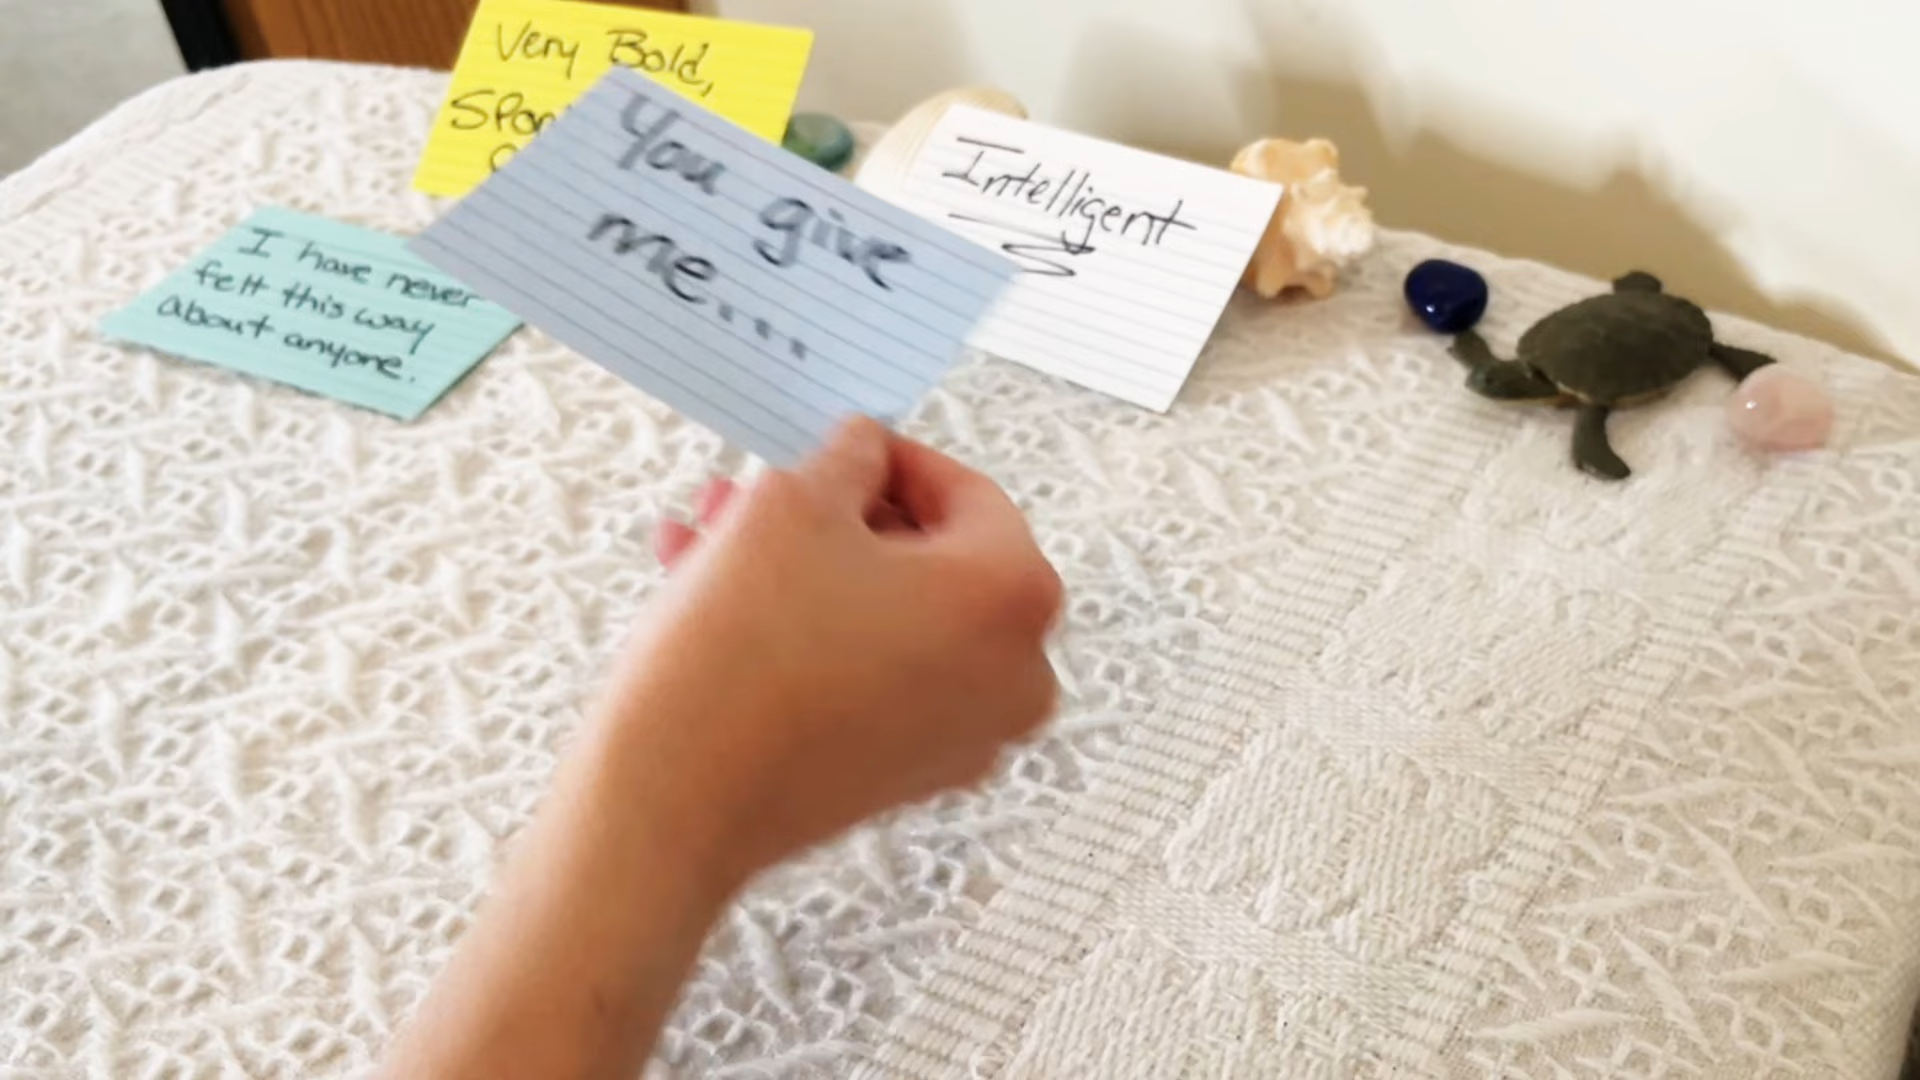 Very Bold,
You give
me....
Intelligent
I have never
felt this way
about anyone.